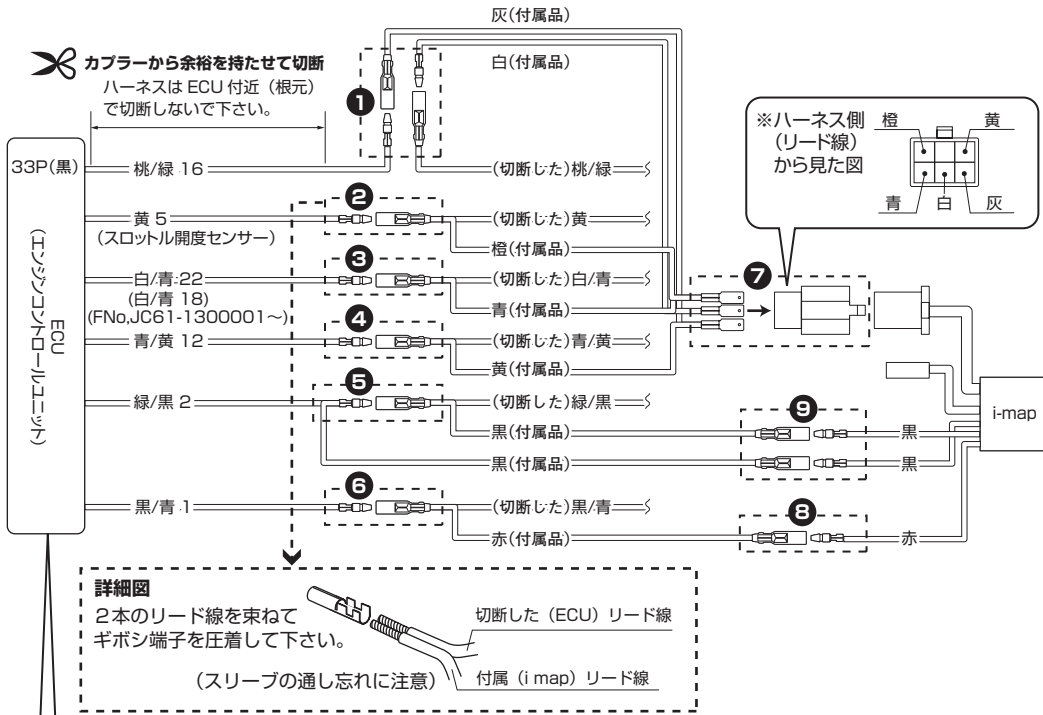 灰(付属品)
カプラーから余裕を持たせて切断
ハーネスは ECU 付近(根元)
で切断しないで下さい。
白(付属品)
❶
※ハーネス側
(リード線)
から見た図
橙
黄
青
白
灰
33P(黒)
ECU
(エンジンコントロールユニット)
桃/緑 16
(切断した)桃/緑
❷
黄 5
(スロットル開度センサー)
(切断した)黄
橙(付属品)
❸
白/青 22
(白/青 18)
(FNo,JC61-1300001~)
(切断した)白/青
青(付属品)
❹
青/黄 12
(切断した)青/黄
黄(付属品)
❼
❺
緑/黒 2
(切断した)緑/黒
黒(付属品)
黒(付属品)
❾
黒
黒
i-map
❻
黒/青 1
(切断した)黒/青
赤(付属品)
❽
赤
詳細図
2本のリード線を束ねて
ギボシ端子を圧着して下さい。
(スリーブの通し忘れに注意)
切断した(ECU)リード線
付属(i map)リード線